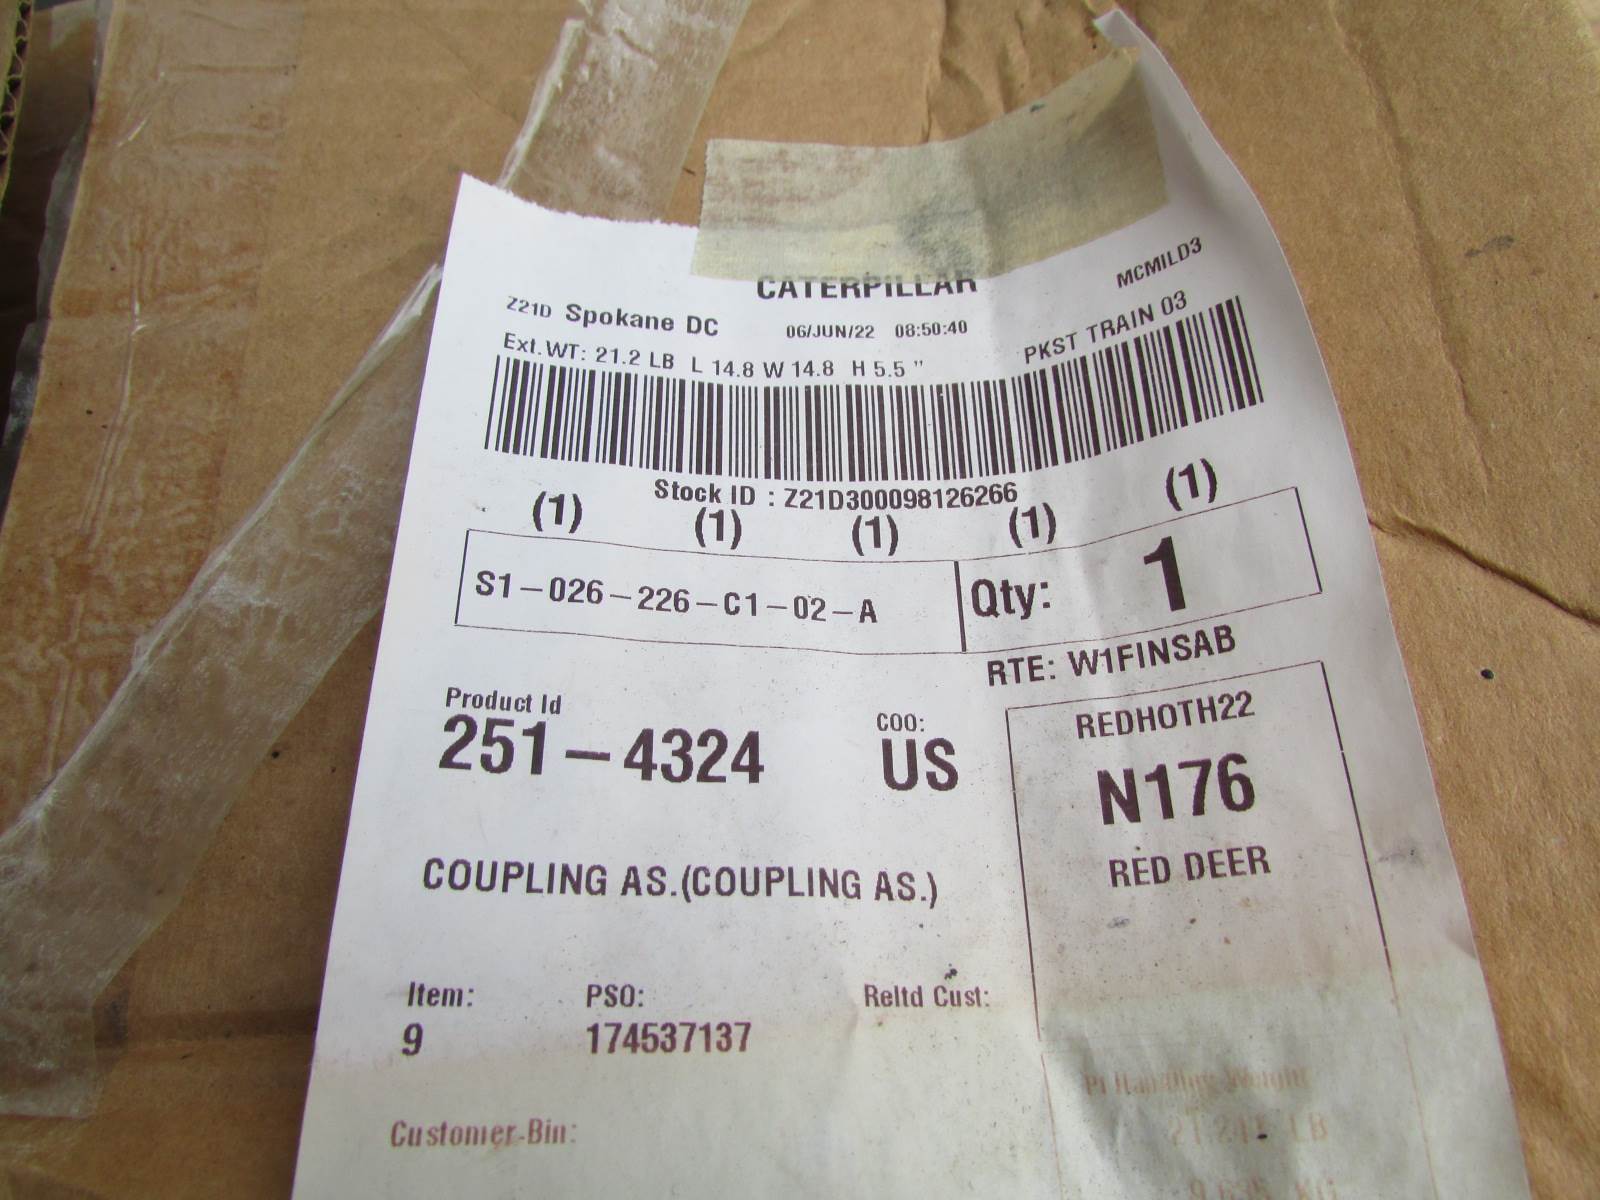 CATERPILLAR
MCMILD3
Z21D Spokane DC 06/JUN/22 08:50:40
PKST TRAIN 03
Ext.WT: 21.2 LB L 14.8 W 14.8 H 5.5 "
Stock ID : Z21D300098126266
(1) (1) (1) (1) (1)
S1-026-226-C1-02-A Qty: 1
RTE: W1FINSAB
Product Id COO: REDHOTH22
251-4324 US N176
RED DEER
COUPLING AS.(COUPLING AS.)
Item: PSO: Reltd Cust:
9 174537137
Customer-Bin:
Weight
LB
KG